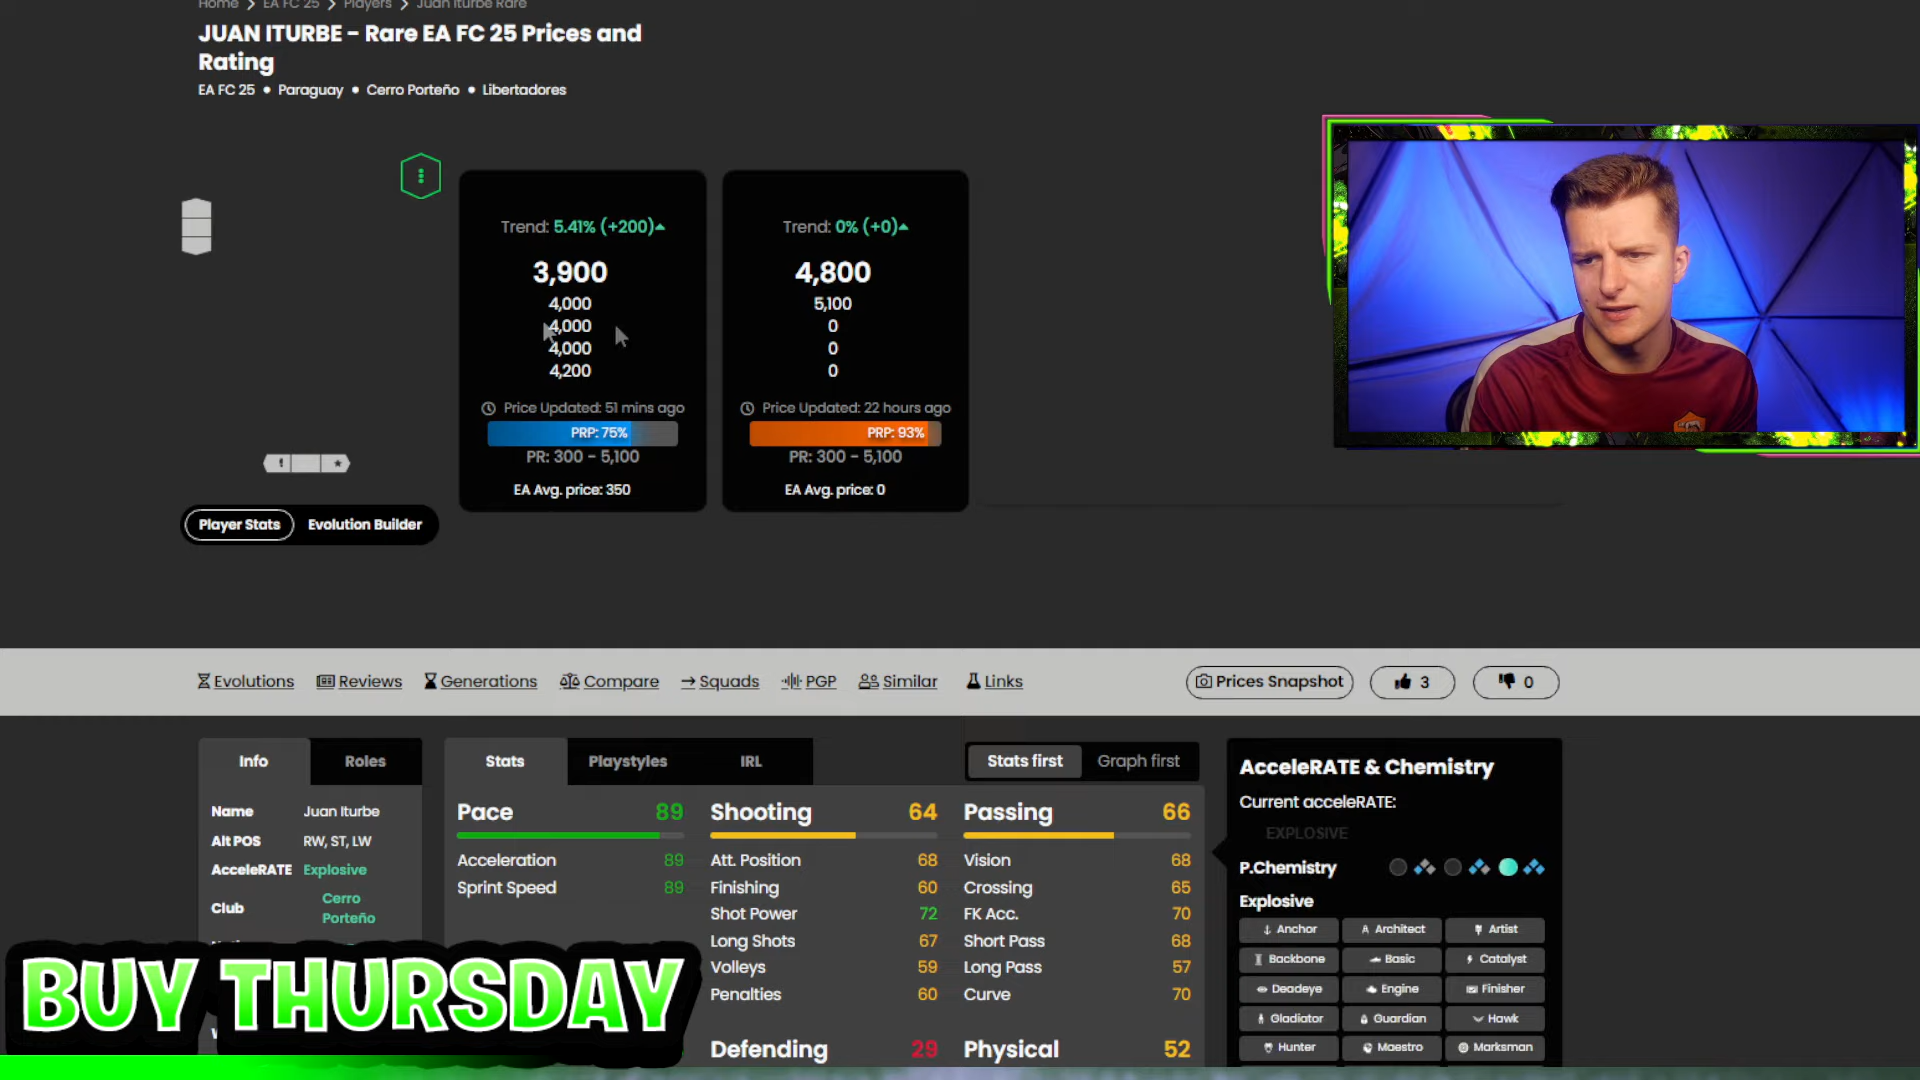 Home > EA FC 25 > Players > Juan Iturbe Rare
JUAN ITURBE - Rare EA FC 25 Prices and
Rating
EA FC 25 • Paraguay • Cerro Porteño • Libertadores
Trend: 5.41% (+200)
3,900
4,000
4,000
4,000
4,200
Price Updated: 51 mins ago
PRP: 75%
PR: 300 - 5,100
EA Avg. price: 350
Trend: 0% (+0)
4,800
5,100
0
0
0
Price Updated: 22 hours ago
PRP: 93%
PR: 300 - 5,100
EA Avg. price: 0
Player Stats Evolution Builder
Evolutions Reviews Generations Compare Squads PGP Similar Links
Prices Snapshot 3 0
Info Roles
Name Juan Iturbe
Alt POS RW, ST, LW
AcceleRATE Explosive
Club Cerro
Porteño
Stats Playstyles IRL
Stats first Graph first
Pace 89
Acceleration 89
Sprint Speed 89
Shooting 64
Att. Position 68
Finishing 60
Shot Power 72
Long Shots 67
Volleys 59
Penalties 60
Defending 29
Passing 66
Vision 68
Crossing 65
FK Acc. 70
Short Pass 68
Long Pass 57
Curve 70
Physical 52
AcceleRATE & Chemistry
Current acceleRATE:
EXPLOSIVE
P.Chemistry
Explosive
Anchor Architect Artist
Backbone Basic Catalyst
Deadeye Engine Finisher
Gladiator Guardian Hawk
Hunter Maestro Marksman
BUY THURSDAY